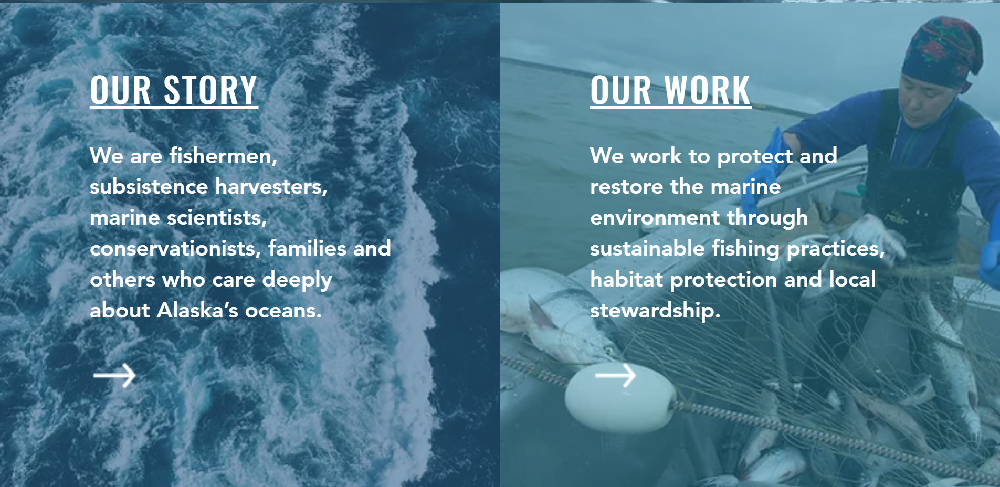 OUR STORY
We are fishermen,
subsistence harvesters,
marine scientists,
conservationists, families and
others who care deeply
about Alaska’s oceans.
OUR WORK
We work to protect and
restore the marine
environment through
sustainable fishing practices,
habitat protection and local
stewardship.